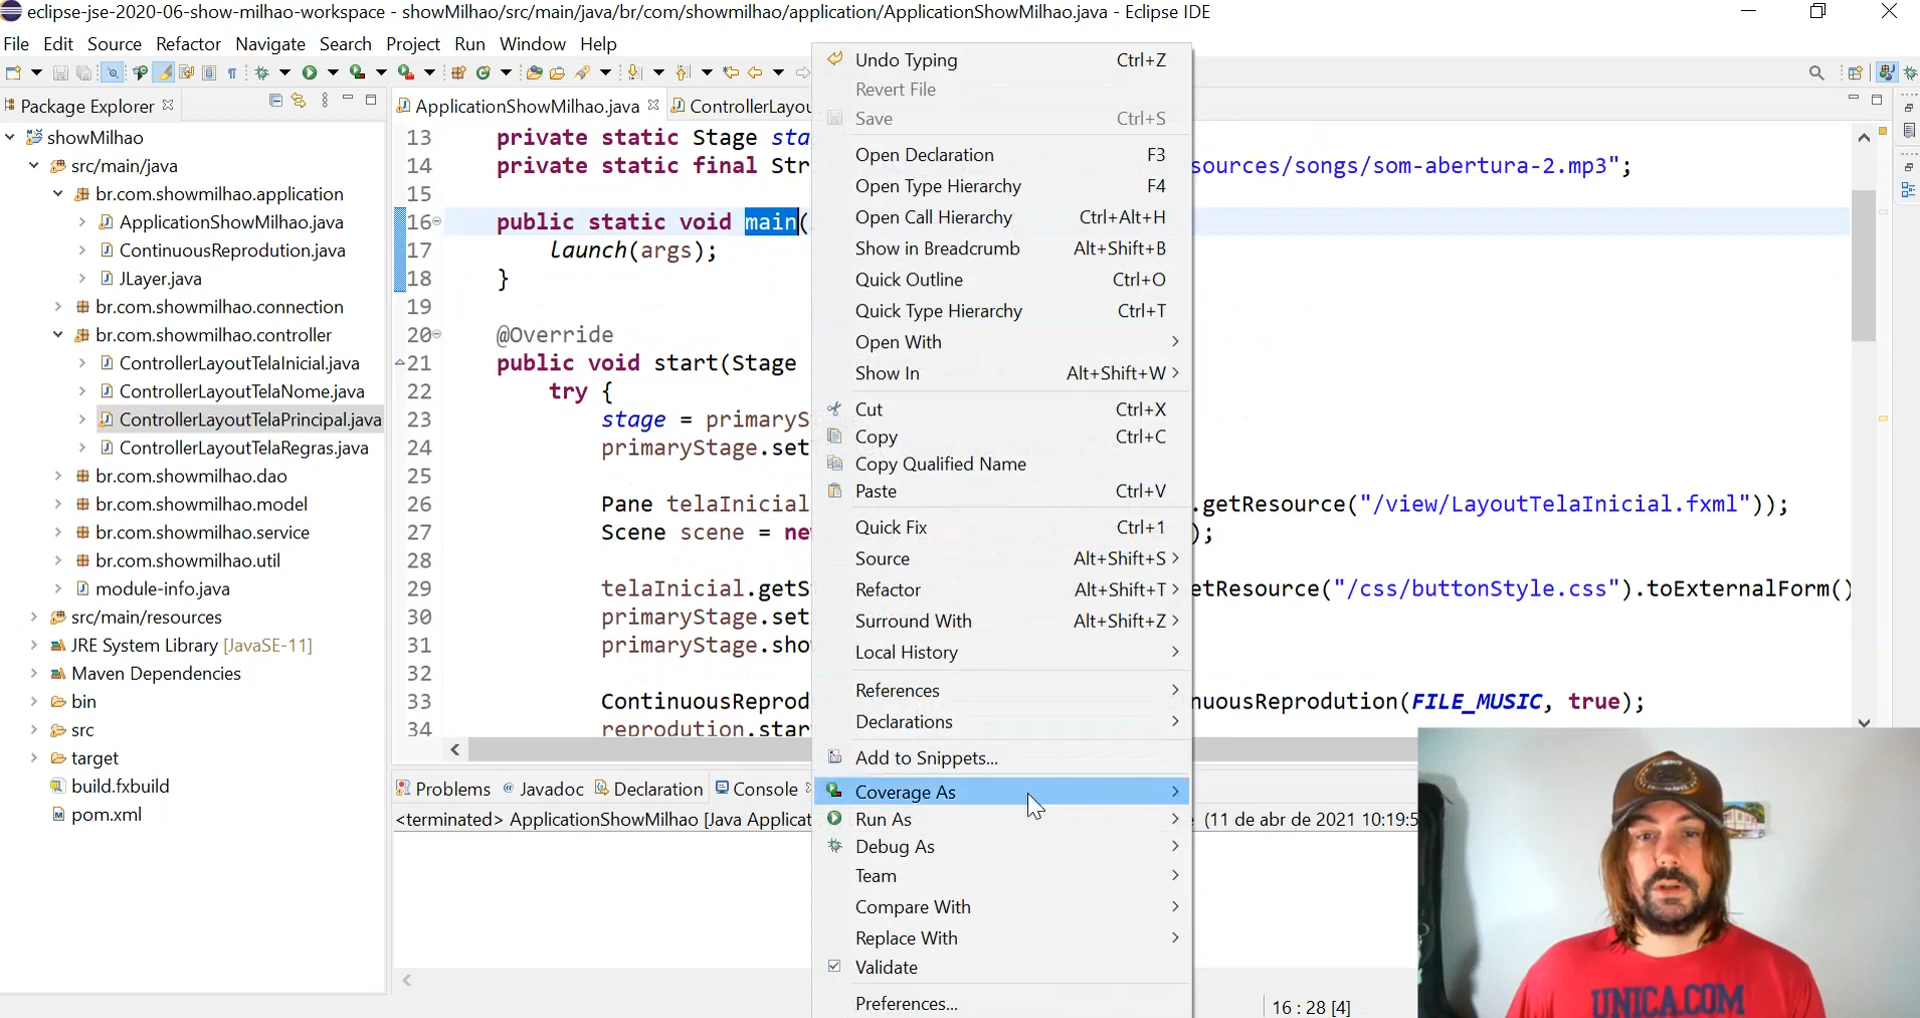 eclipse-jse-2020-06-show-milhao-workspace - showMilhao/src/main/java/br/com/showmilhao/application/ApplicationShowMilhao.java - Eclipse IDE
File Edit Source Refactor Navigate Search Project Run Window Help
Package Explorer
showMilhao
src/main/java
br.com.showmilhao.application
ApplicationShowMilhao.java
ContinuousReprodution.java
JLayer.java
br.com.showmilhao.connection
br.com.showmilhao.controller
ControllerLayoutTelaInicial.java
ControllerLayoutTelaNome.java
ControllerLayoutTelaPrincipal.java
ControllerLayoutTelaRegras.java
br.com.showmilhao.dao
br.com.showmilhao.model
br.com.showmilhao.service
br.com.showmilhao.util
module-info.java
src/main/resources
JRE System Library [JavaSE-11]
Maven Dependencies
bin
src
target
build.fxbuild
pom.xml
ApplicationShowMilhao.java ControllerLayou
13 private static Stage sta
14 private static final Str sources/songs/som-abertura-2.mp3";
15
16 public static void main(
17 launch(args);
18 }
19
20 @Override
21 public void start(Stage
22 try {
23 stage = primaryS
24 primaryStage.set
25
26 Pane telaInicial .getResource("/view/LayoutTelaInicial.fxml"));
27 Scene scene = new );
28
29 telaInicial.getS etResource("/css/buttonStyle.css").toExternalForm()
30 primaryStage.set
31 primaryStage.sho
32
33 ContinuousReprod nuousReprodution(FILE_MUSIC, true);
34 reprodution.star
Undo Typing Ctrl+Z
Revert File
Save Ctrl+S
Open Declaration F3
Open Type Hierarchy F4
Open Call Hierarchy Ctrl+Alt+H
Show in Breadcrumb Alt+Shift+B
Quick Outline Ctrl+O
Quick Type Hierarchy Ctrl+T
Open With
Show In Alt+Shift+W
Cut Ctrl+X
Copy Ctrl+C
Copy Qualified Name
Paste Ctrl+V
Quick Fix Ctrl+1
Source Alt+Shift+S
Refactor Alt+Shift+T
Surround With Alt+Shift+Z
Local History
References
Declarations
Add to Snippets...
Coverage As
Run As
Debug As
Team
Compare With
Replace With
Validate
Preferences...
Problems Javadoc Declaration Console
<terminated> ApplicationShowMilhao [Java Applicat e (11 de abr de 2021 10:19:5
16 : 28 [4]
UNICA.COM